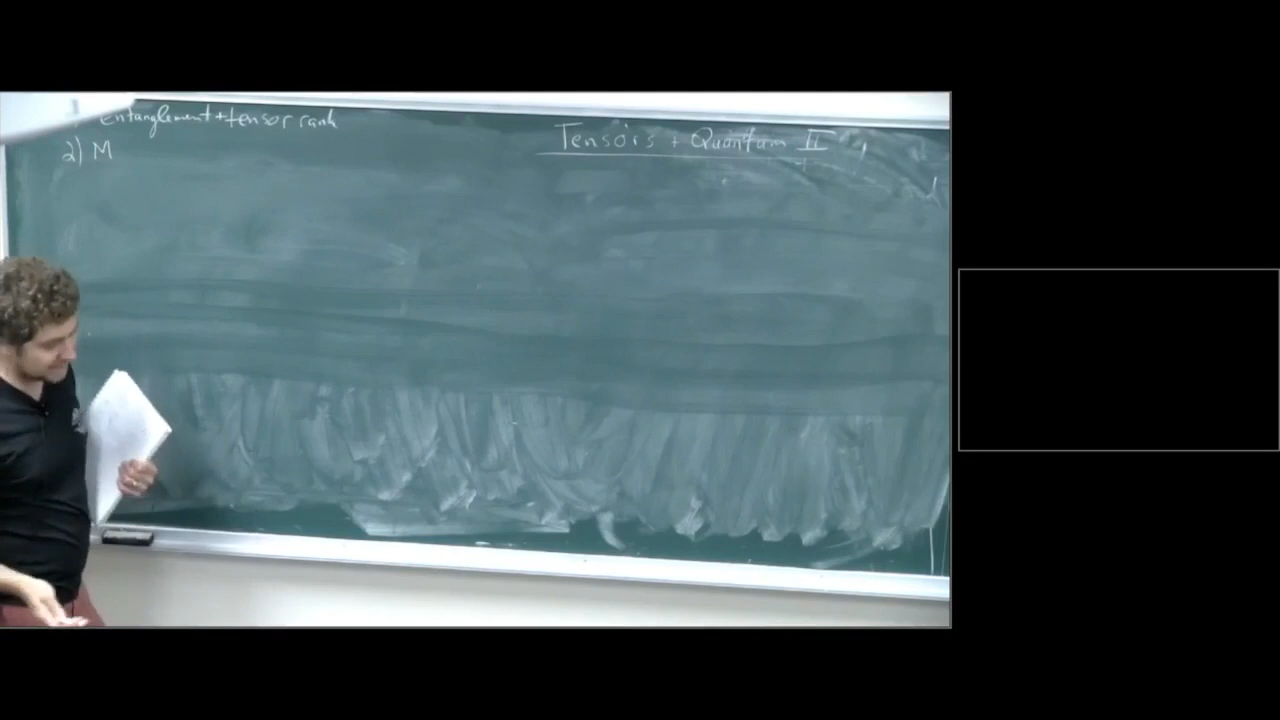 entanglement + tensor rank
2) M
Tensors + Quantum II